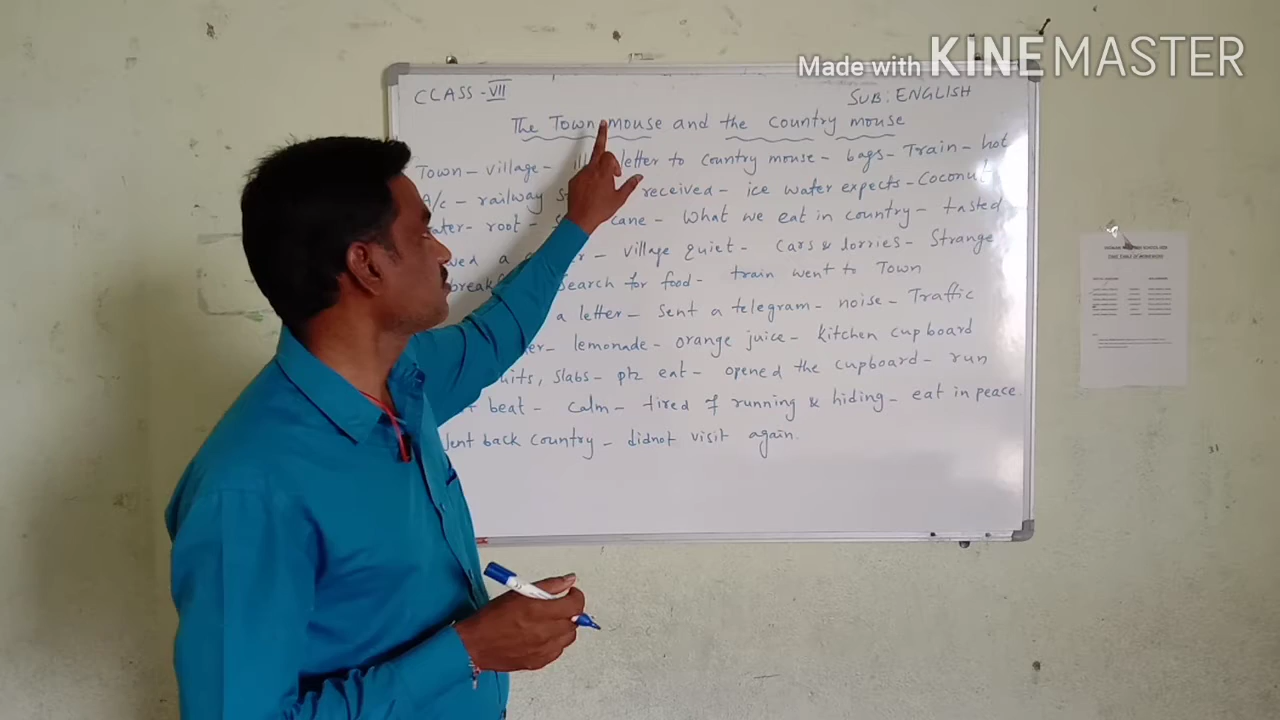 Made with KINEMASTER
CLASS - VII
SUB: ENGLISH
The Town mouse and the Country mouse
Town - village - letter to country mouse - bags - Train - hot
A/c - railway received - ice water expects - Coconut
root - cane - What we eat in country - tasted
a village quiet - Cars & lorries - Strange
search for food - train went to Town
a letter - sent a telegram - noise - Traffic
lemonade - orange juice - kitchen cupboard
slabs - plz eat - opened the cupboard - run
beat - calm - tired of running & hiding - eat in peace
back country - didnot visit again.